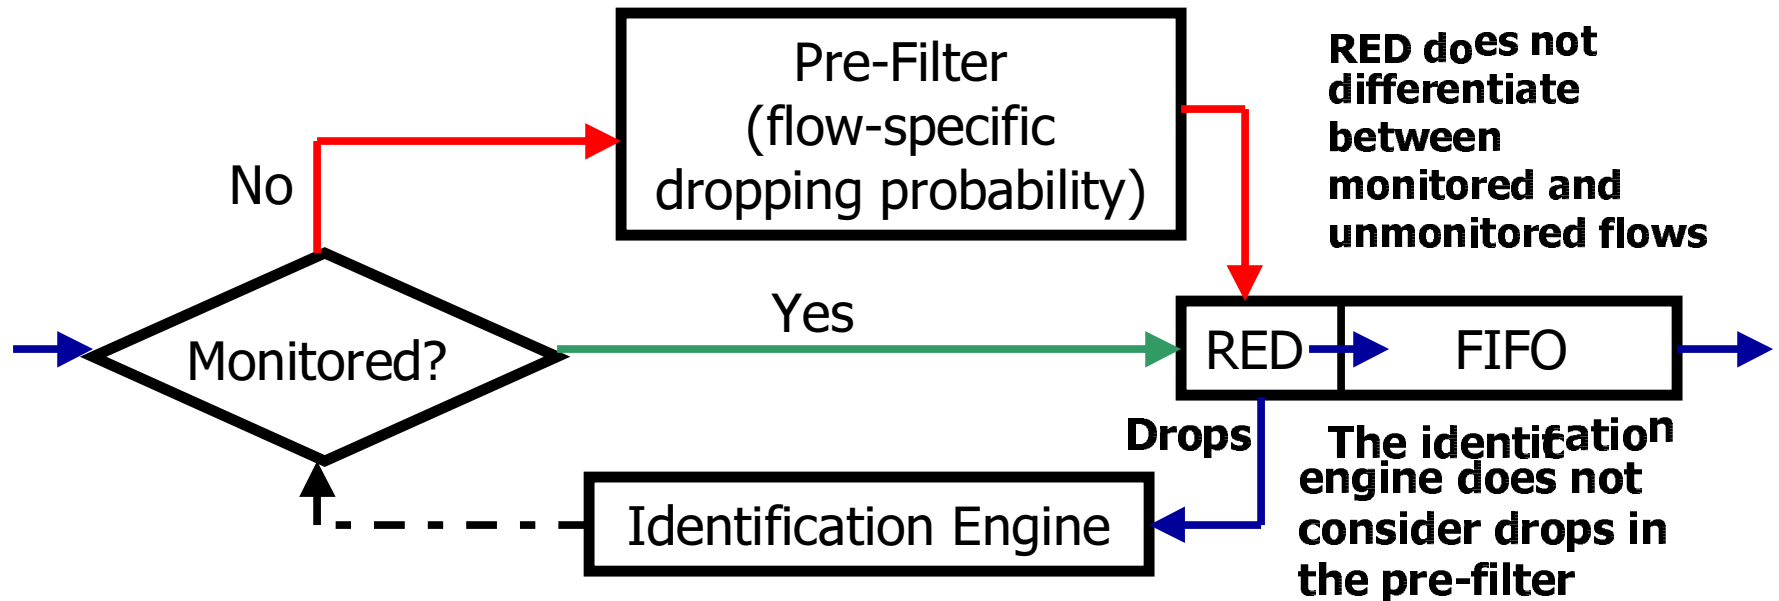 Pre-Filter
(flow-specific
dropping probability)
RED does not
differentiate
between
monitored and
unmonitored flows
No
Yes
Monitored?
RED
FIFO
Drops
The identification
engine does not
consider drops in
the pre-filter
Identification Engine